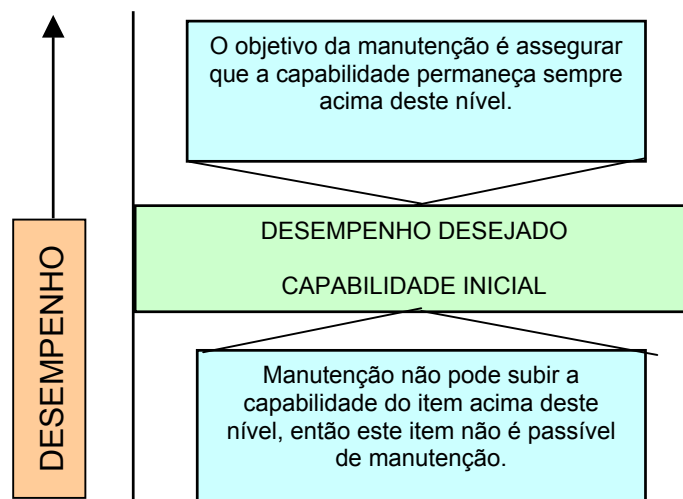 O objetivo da manutenção é assegurar
que a capabilidade permaneça sempre
acima deste nível.
DESEMPENHO DESEJADO
CAPABILIDADE INICIAL
DESEMPENHO
Manutenção não pode subir a
capabilidade do item acima deste
nível, então este item não é passível
de manutenção.